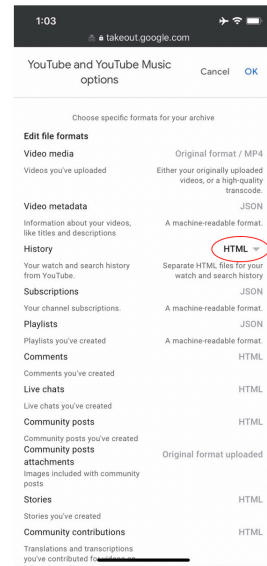 1:03
takeout.google.com
YouTube and YouTube Music
options
Cancel
OK
Choose specific formats for your archive
Edit file formats
Video media
Original format / MP4
Videos you've uploaded
Either your originally uploaded
videos, or a high-quality
transcode.
Video metadata
JSON
Information about your videos,
like titles and descriptions
A machine-readable format.
History
HTML
Your watch and search history
from YouTube.
Separate HTML files for your
watch and search history
Subscriptions
JSON
Your channel subscriptions.
A machine-readable format.
Playlists
JSON
Playlists you've created
A machine-readable format.
Comments
HTML
Comments you've created
Live chats
HTML
Live chats you've created
Community posts
HTML
Community posts you've created
Community posts
attachments
Original format uploaded
Images included with community
posts
Stories
HTML
Stories you've created
Community contributions
HTML
Translations and transcriptions
you've contributed for videos on